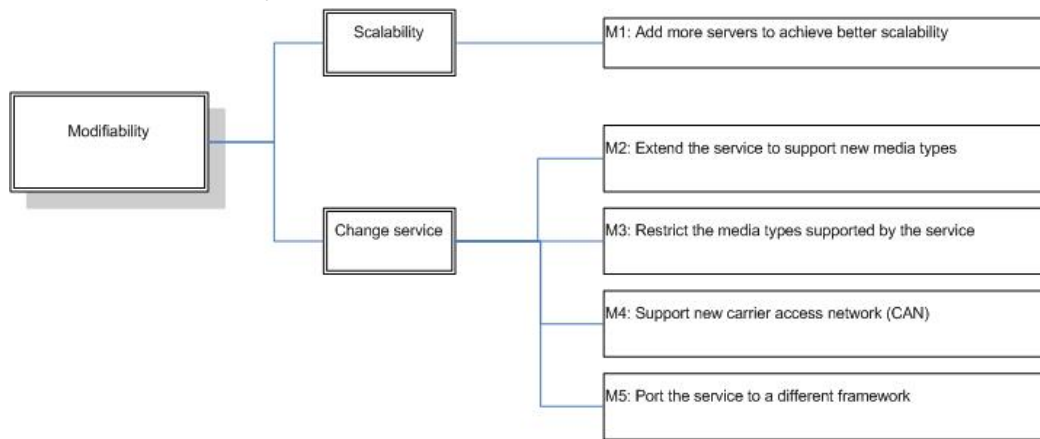 Scalability
M1: Add more servers to achieve better scalability
Modifiability
M2: Extend the service to support new media types
Change service
M3: Restrict the media types supported by the service
M4: Support new carrier access network (CAN)
M5: Port the service to a different framework